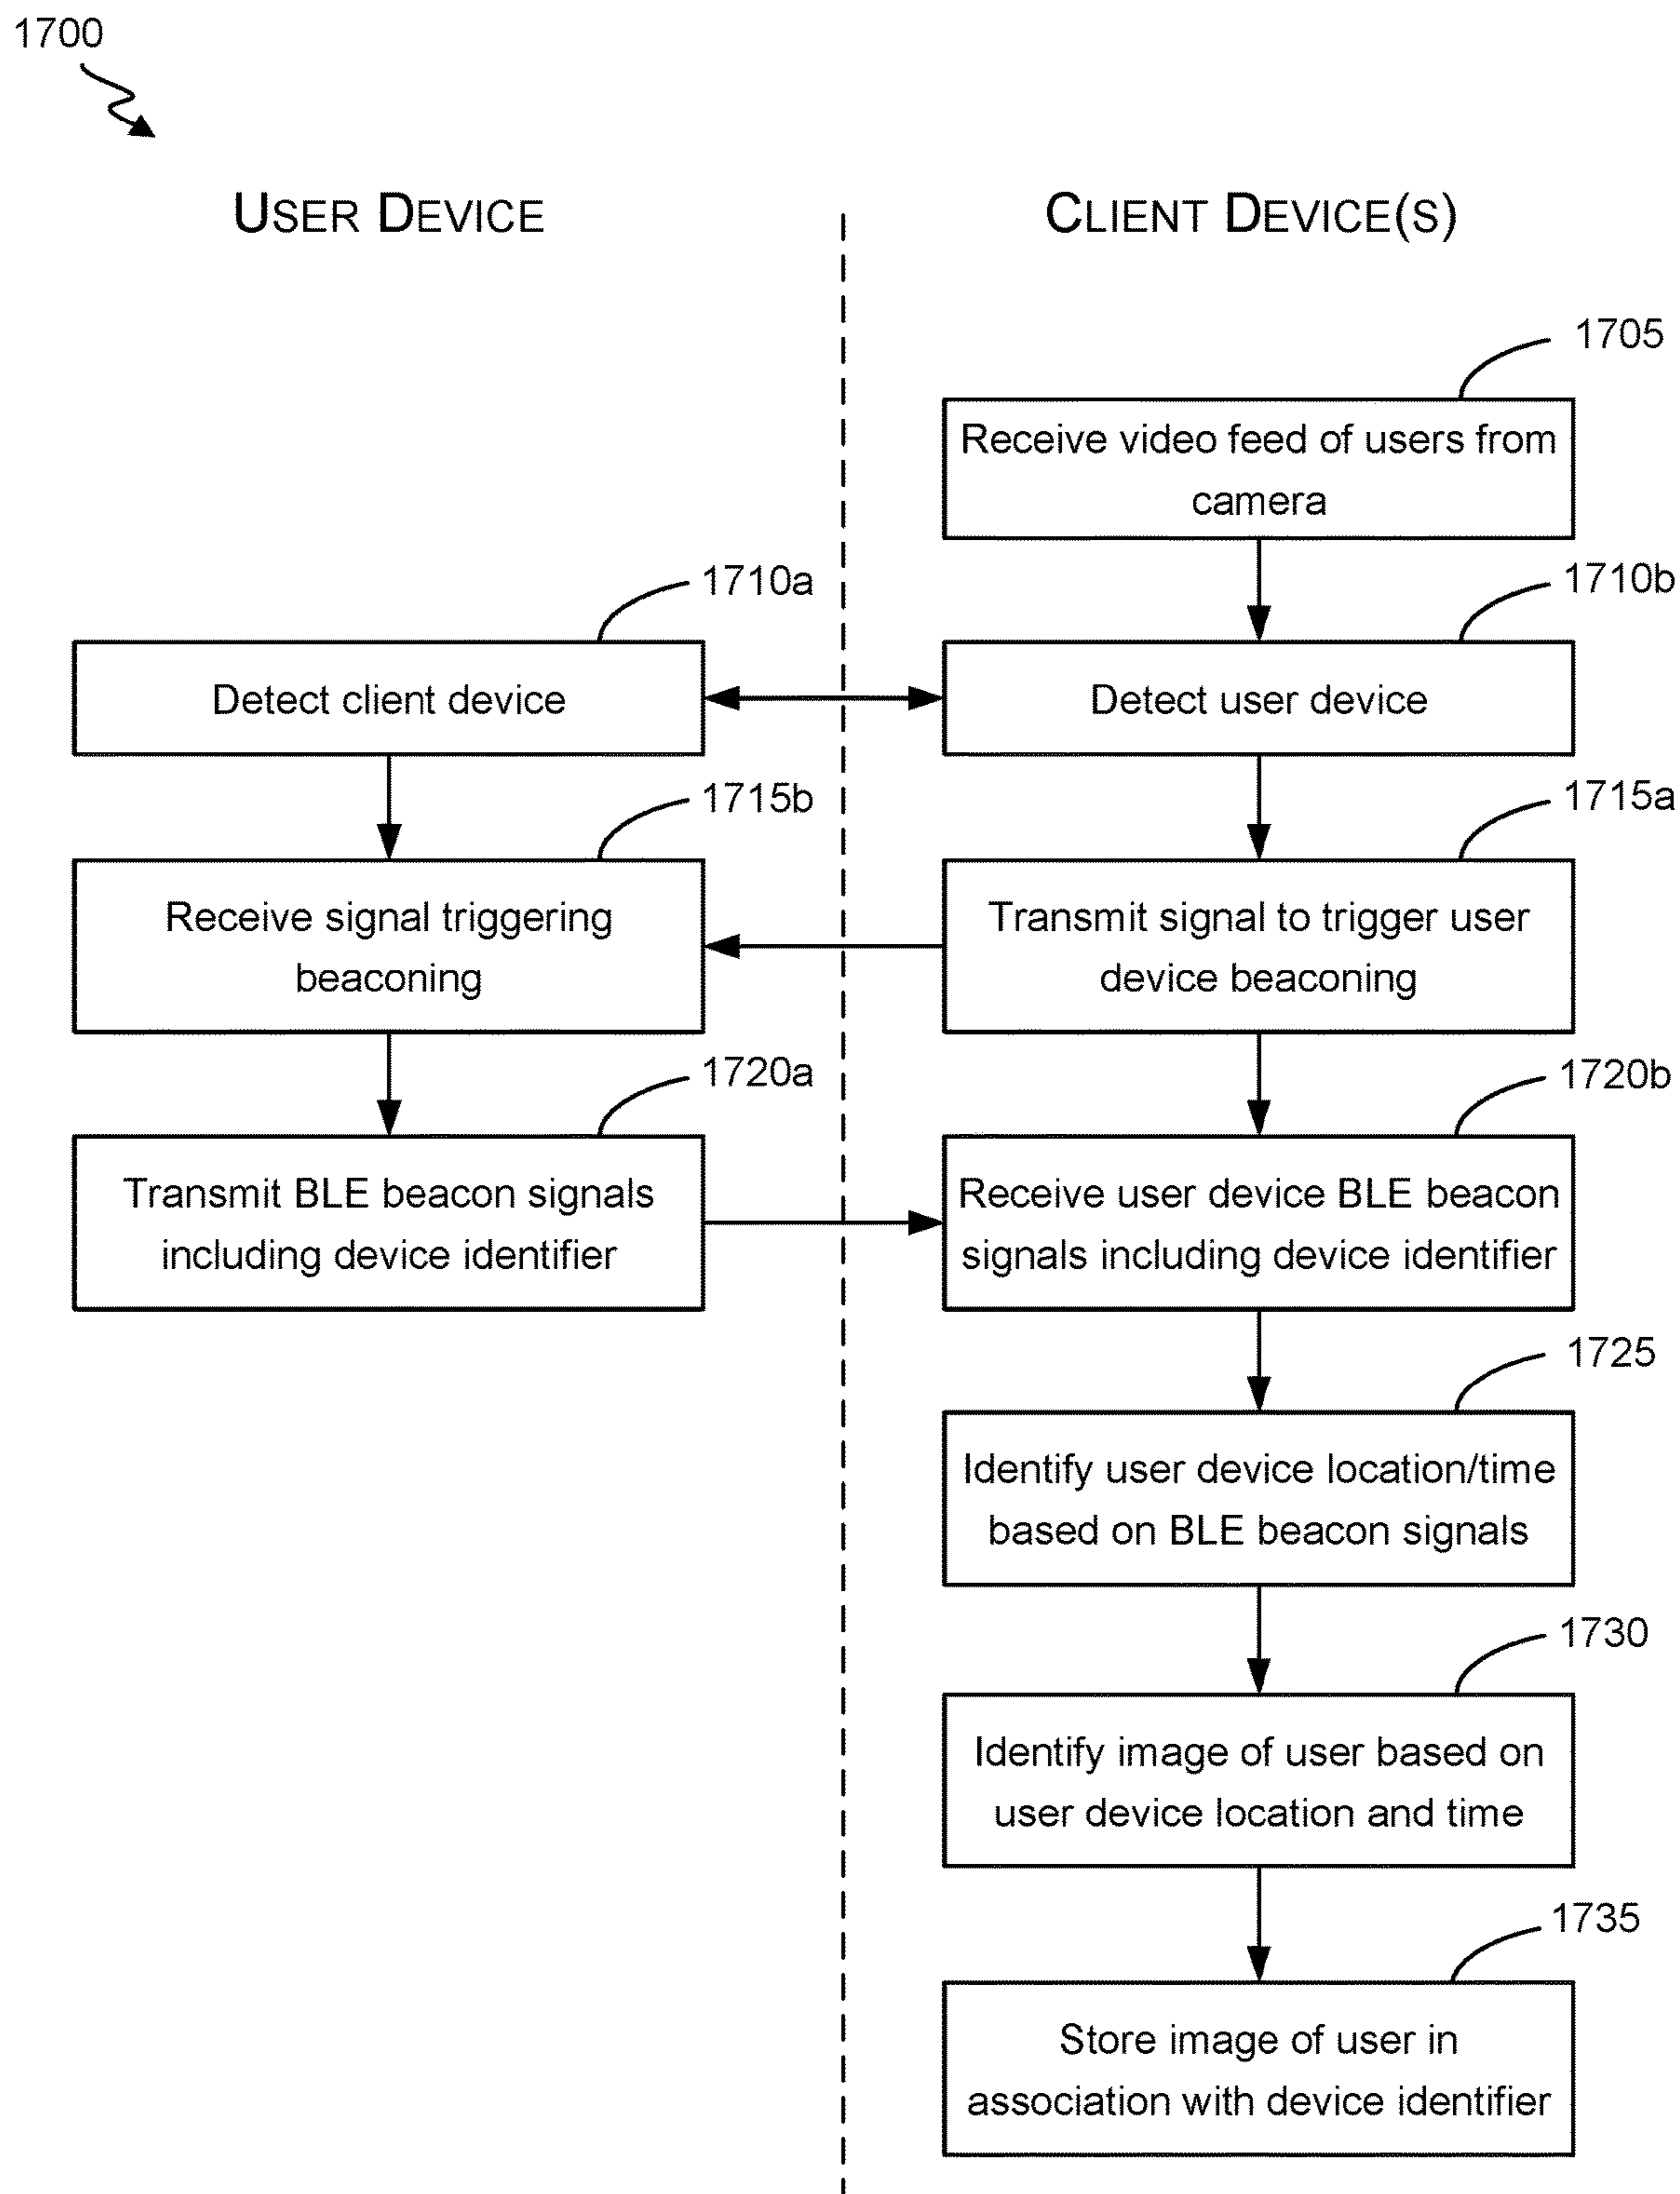 1700
USER DEVICE
CLIENT DEVICE(S)
1705
Receive video feed of users from
camera
1710a
1710b
Detect client device
Detect user device
1715b
1715a
Receive signal triggering
beaconing
Transmit signal to trigger user
device beaconing
1720a
1720b
Transmit BLE beacon signals
including device identifier
Receive user device BLE beacon
signals including device identifier
1725
Identify user device location/time
based on BLE beacon signals
1730
Identify image of user based on
user device location and time
1735
Store image of user in
association with device identifier